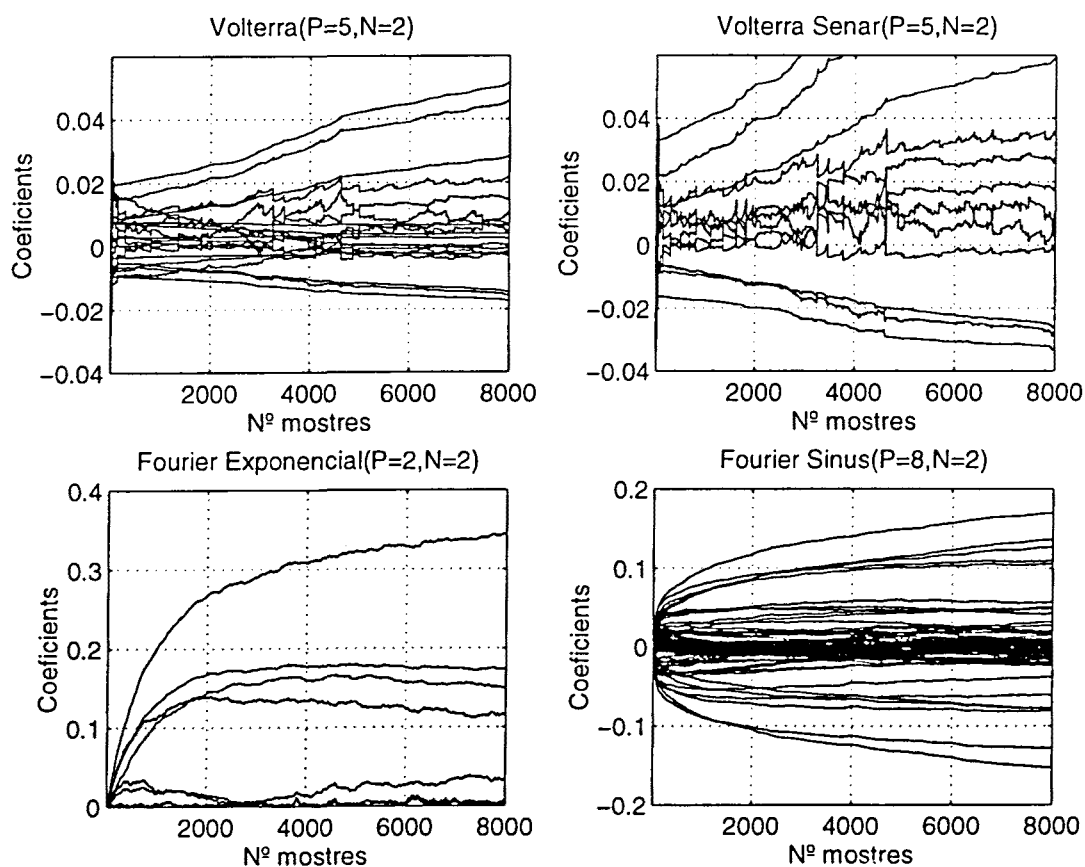 Volterra(P=5,N=2)
Coeficients
0.04
0.02
0
−0.02
−0.04
2000 4000 6000 8000
Nº mostres
Volterra Senar(P=5,N=2)
Coeficients
0.04
0.02
0
−0.02
−0.04
2000 4000 6000 8000
Nº mostres
Fourier Exponencial(P=2,N=2)
Coeficients
0.4
0.3
0.2
0.1
0
2000 4000 6000 8000
Nº mostres
Fourier Sinus(P=8,N=2)
Coeficients
0.2
0.1
0
−0.1
−0.2
2000 4000 6000 8000
Nº mostres